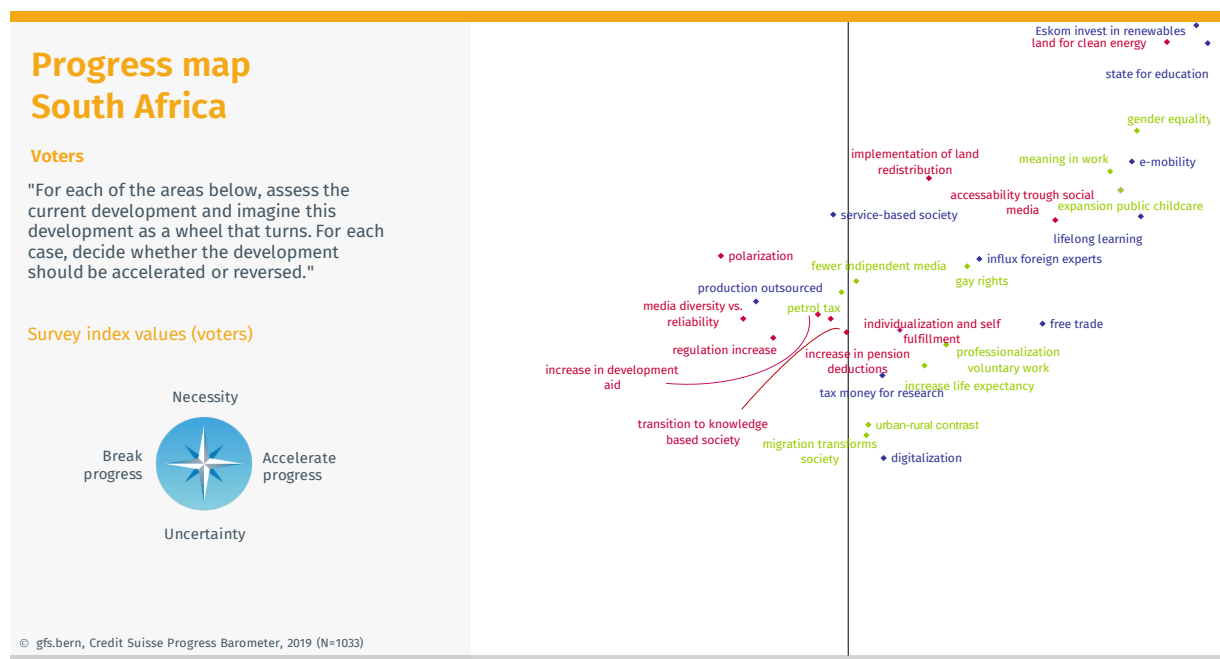 Progress map
South Africa
Voters
"For each of the areas below, assess the
current development and imagine this
development as a wheel that turns. For each
case, decide whether the development
should be accelerated or reversed."
Survey index values (voters)
Necessity
Break
progress
Accelerate
progress
Uncertainty
© gfs.bern, Credit Suisse Progress Barometer, 2019 (N=1033)
Eskom invest in renewables
land for clean energy
state for education
gender equality
implementation of land
redistribution
meaning in work
e-mobility
accessability trough social
media
expansion public childcare
service-based society
lifelong learning
polarization
fewer indipendent media
influx foreign experts
gay rights
production outsourced
media diversity vs.
reliability
petrol tax
individualization and self
fulfillment
free trade
regulation increase
increase in pension
deductions
professionalization
voluntary work
increase in development
aid
increase life expectancy
tax money for research
transition to knowledge
based society
urban-rural contrast
migration transforms
society
digitalization